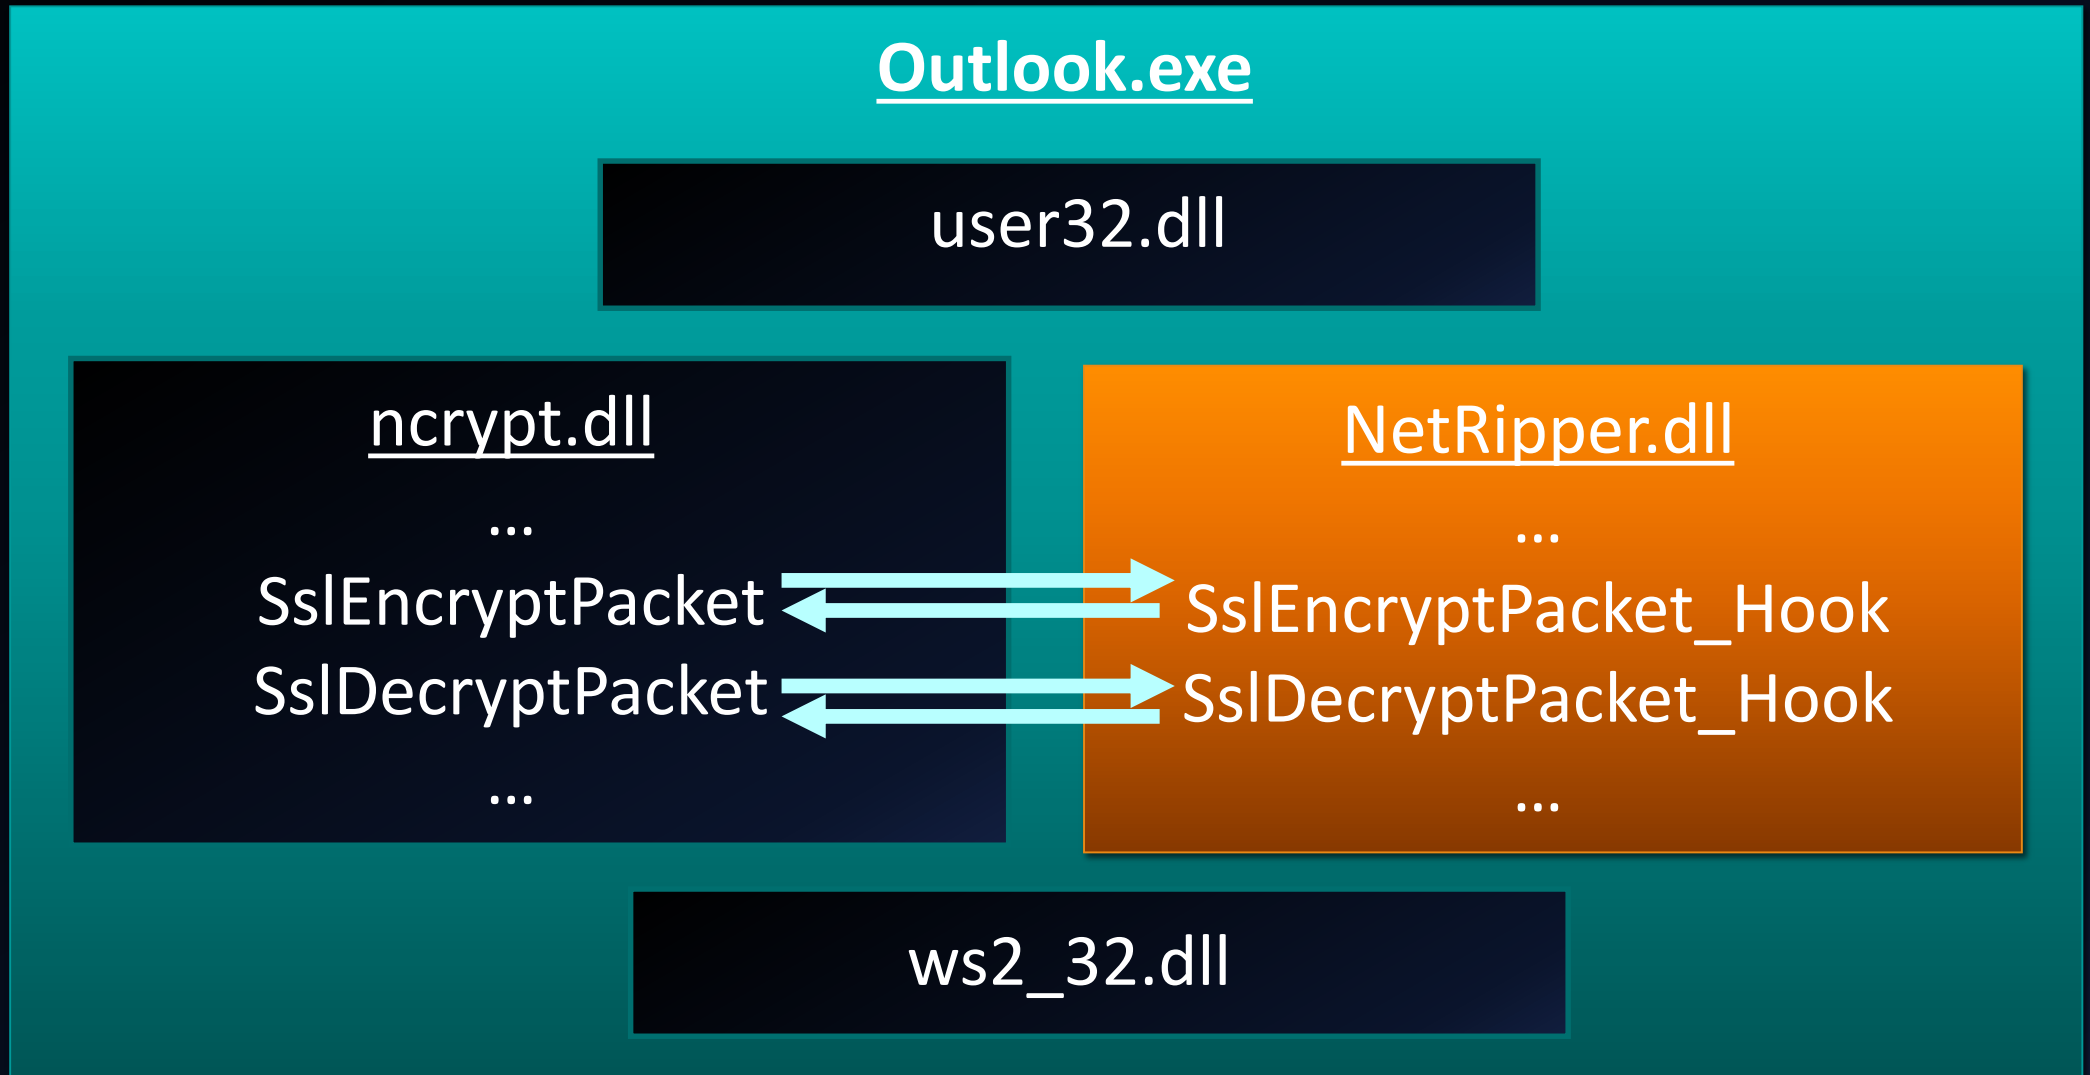 Outlook.exe
user32.dll
ncrypt.dll
...
SslEncryptPacket
SslDecryptPacket
...
NetRipper.dll
...
SslEncryptPacket_Hook
SslDecryptPacket_Hook
...
ws2_32.dll